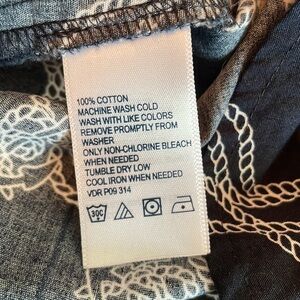 100% COTTON
MACHINE WASH COLD
WASH WITH LIKE COLORS
REMOVE PROMPTLY FROM
WASHER
ONLY NON-CHLORINE BLEACH
WHEN NEEDED
TUMBLE DRY LOW
COOL IRON WHEN NEEDED
VDR P09 314
30C